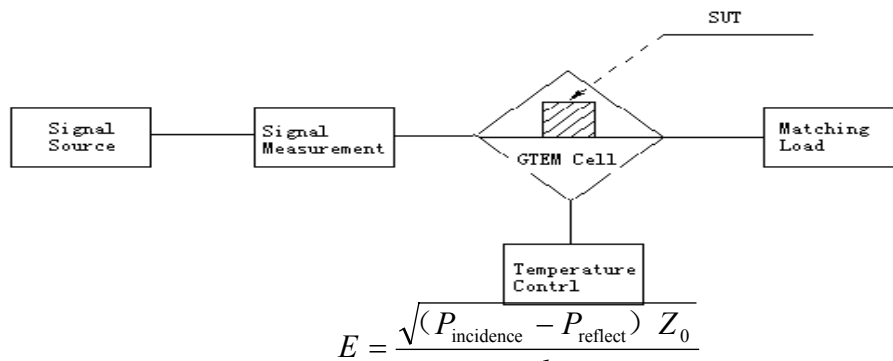 SUT
Signal Source
Signal Measurement
GTEM Cell
Matching Load
Temperature Contrl
E = √(P_incidence − P_reflect) Z_0